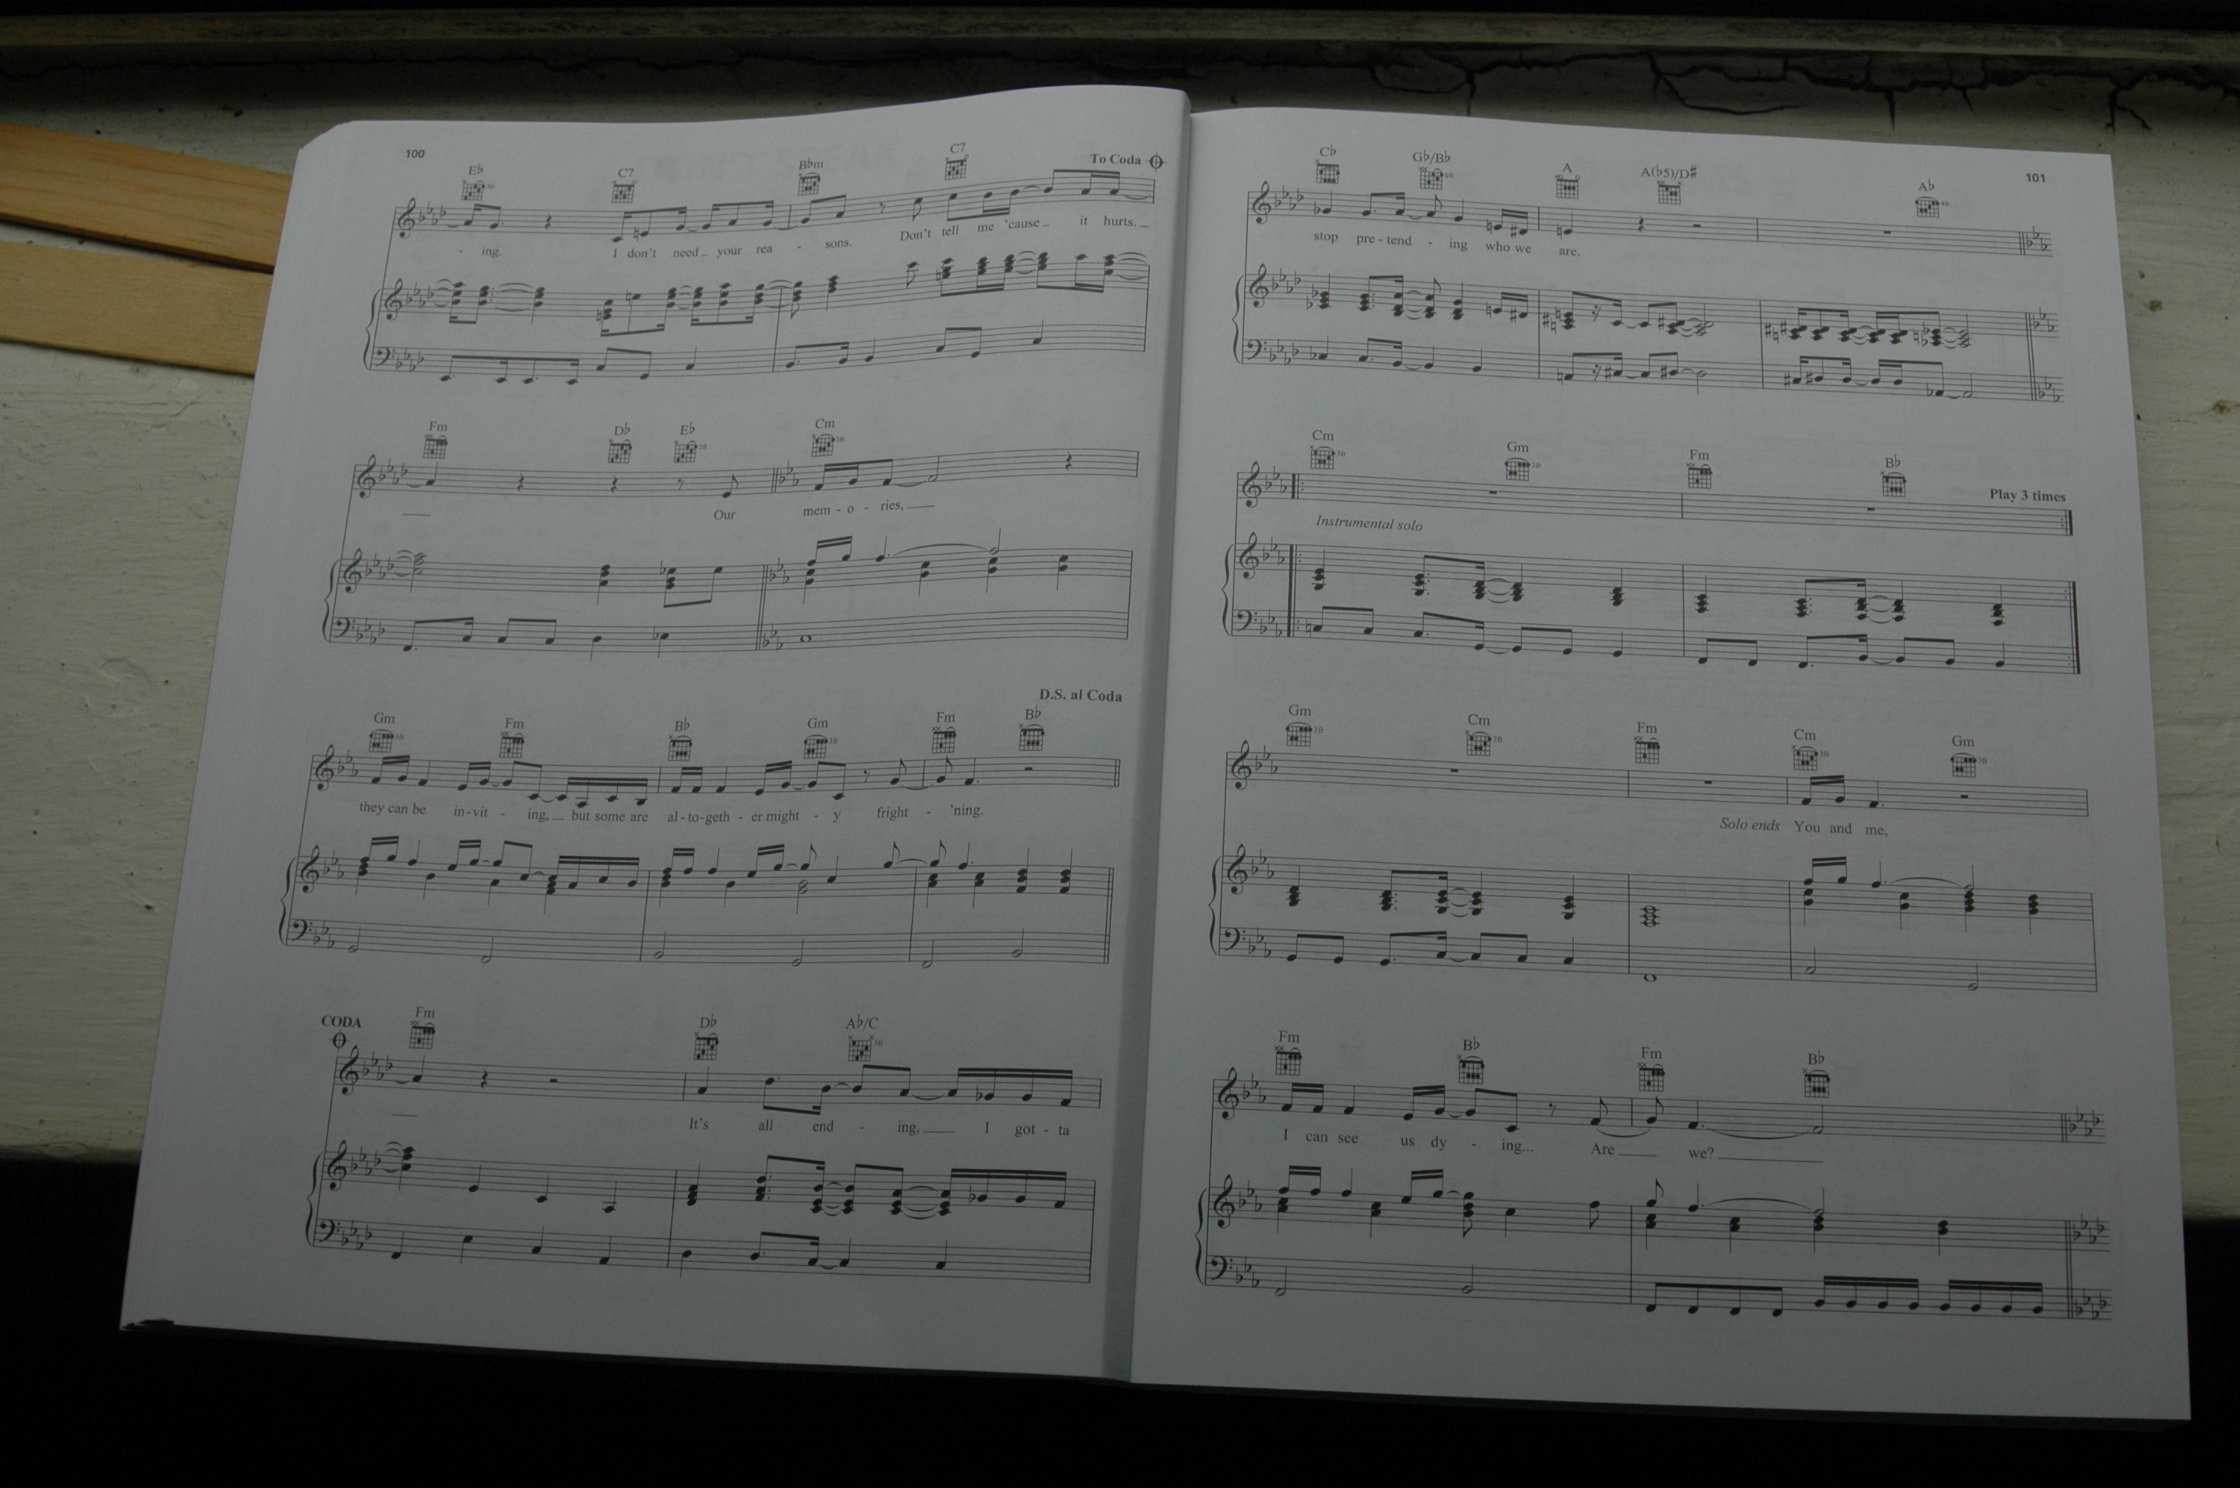 100
E♭ C7 B♭m C7 To Coda
- ing. I don't need your rea - sons. Don't tell me 'cause it hurts.
Fm D♭ E♭ Cm
Our mem - o - ries,
D.S. al Coda
Gm Fm B♭ Gm Fm B♭
they can be in - vit - ing, but some are al - to - geth - er might - y fright - 'ning.
CODA
Fm D♭ A♭/C
It's all end - ing, I got - ta
101
C♭ G♭/B♭ A A(♭5)/D♯ A♭
stop pre - tend - ing who we are.
Cm Gm Fm B♭
Play 3 times
Instrumental solo
Gm Cm Fm Cm Gm
Solo ends You and me,
Fm B♭ Fm B♭
I can see us dy - ing... Are we?